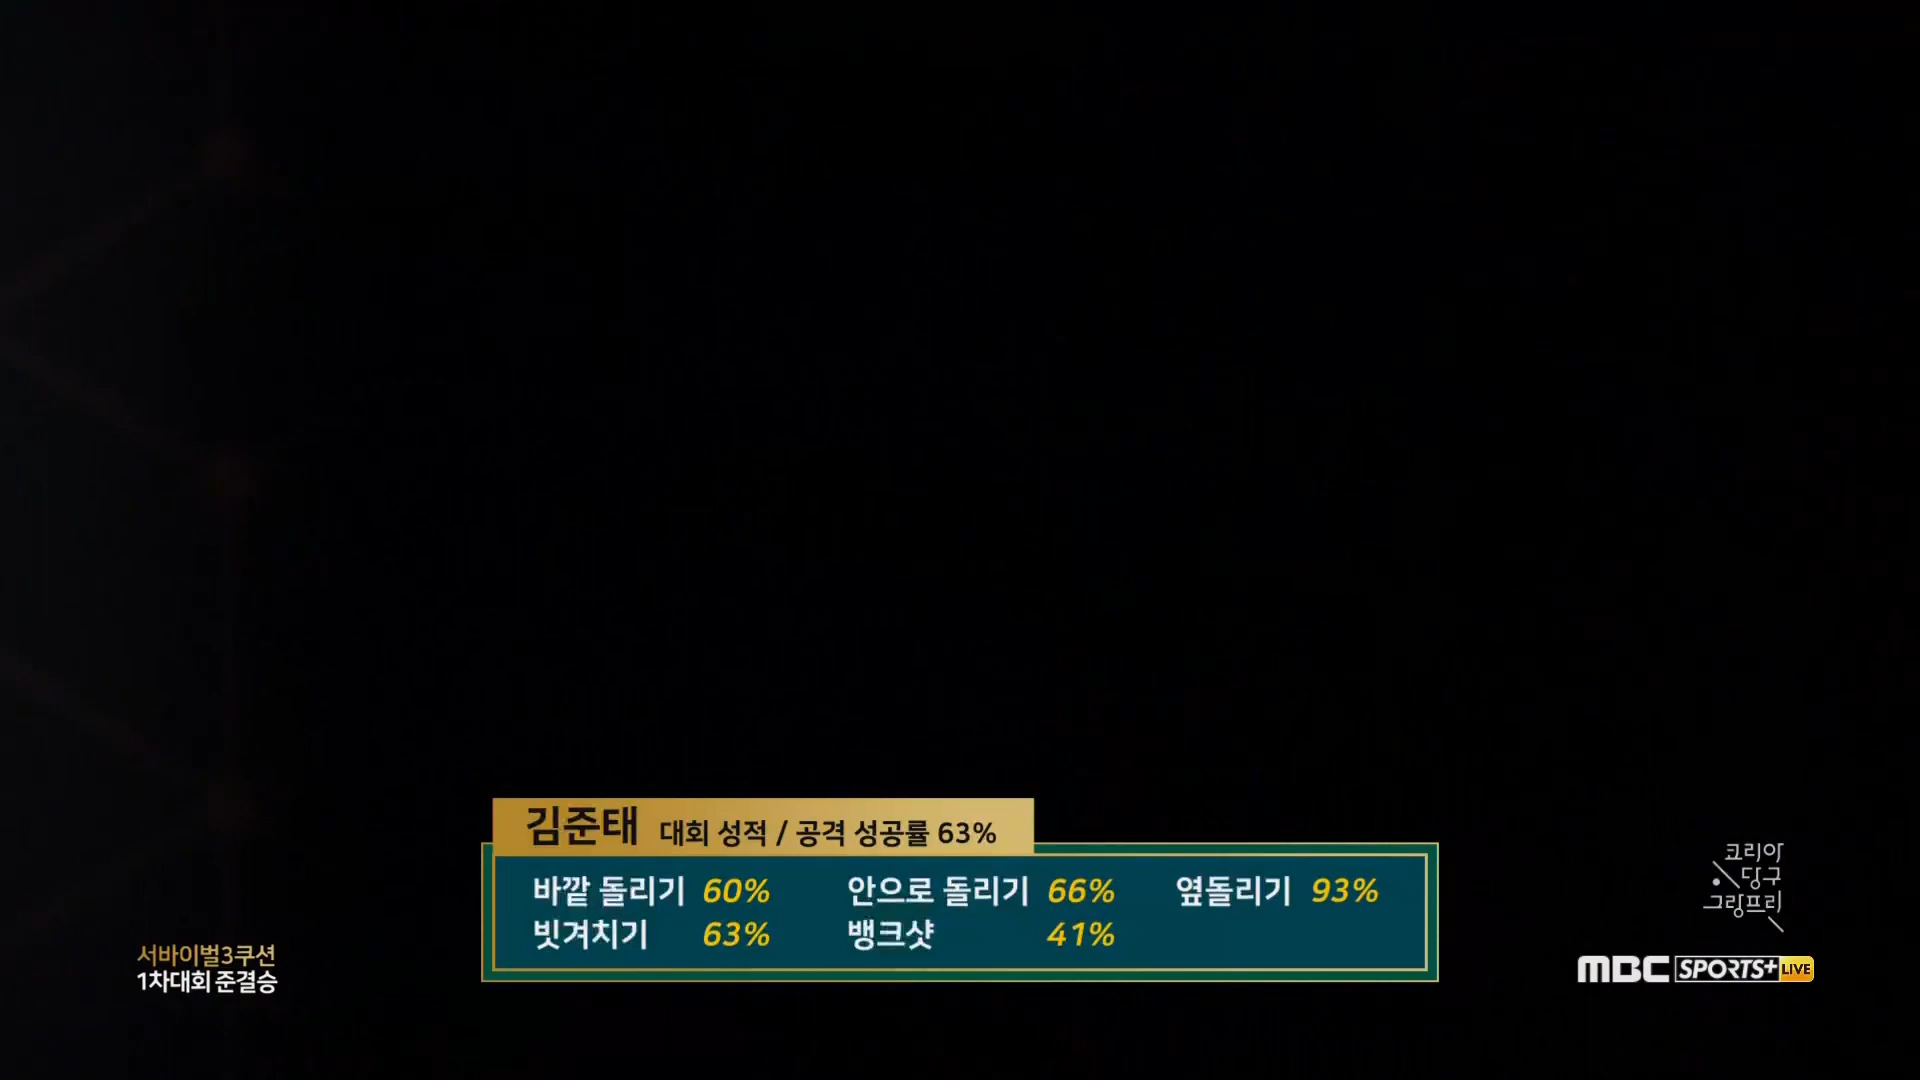 김준태 대회 성적 / 공격 성공률 63%
바깥 돌리기 60% 안으로 돌리기 66% 옆돌리기 93%
빗겨치기 63% 뱅크샷 41%
서바이벌3쿠션
1차대회 준결승
코리아
당구
그랑프리
MBC SPORTS+ LIVE